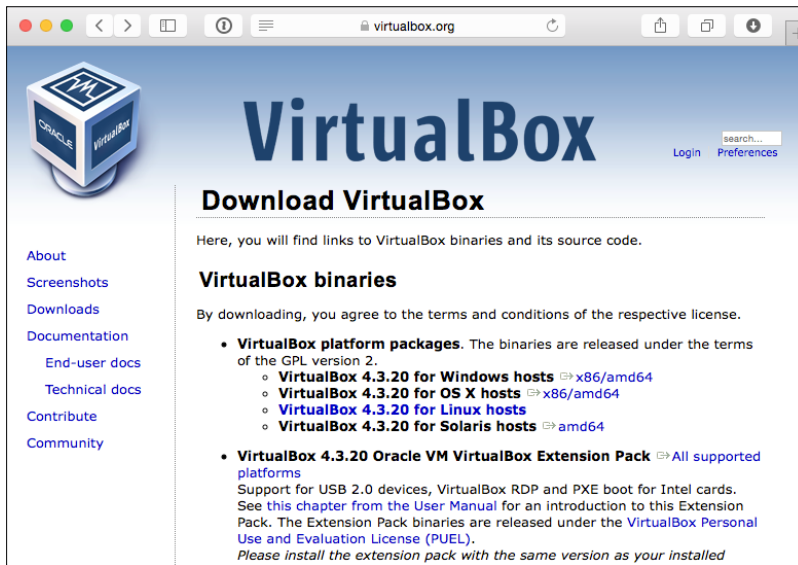 virtualbox.org
ORACLE
VirtualBox
VirtualBox
search...
Login Preferences
Download VirtualBox
Here, you will find links to VirtualBox binaries and its source code.
About
Screenshots
Downloads
Documentation
End-user docs
Technical docs
Contribute
Community
VirtualBox binaries
By downloading, you agree to the terms and conditions of the respective license.
• VirtualBox platform packages. The binaries are released under the terms
of the GPL version 2.
◦ VirtualBox 4.3.20 for Windows hosts x86/amd64
◦ VirtualBox 4.3.20 for OS X hosts x86/amd64
◦ VirtualBox 4.3.20 for Linux hosts
◦ VirtualBox 4.3.20 for Solaris hosts amd64
• VirtualBox 4.3.20 Oracle VM VirtualBox Extension Pack All supported
platforms
Support for USB 2.0 devices, VirtualBox RDP and PXE boot for Intel cards.
See this chapter from the User Manual for an introduction to this Extension
Pack. The Extension Pack binaries are released under the VirtualBox Personal
Use and Evaluation License (PUEL).
Please install the extension pack with the same version as your installed